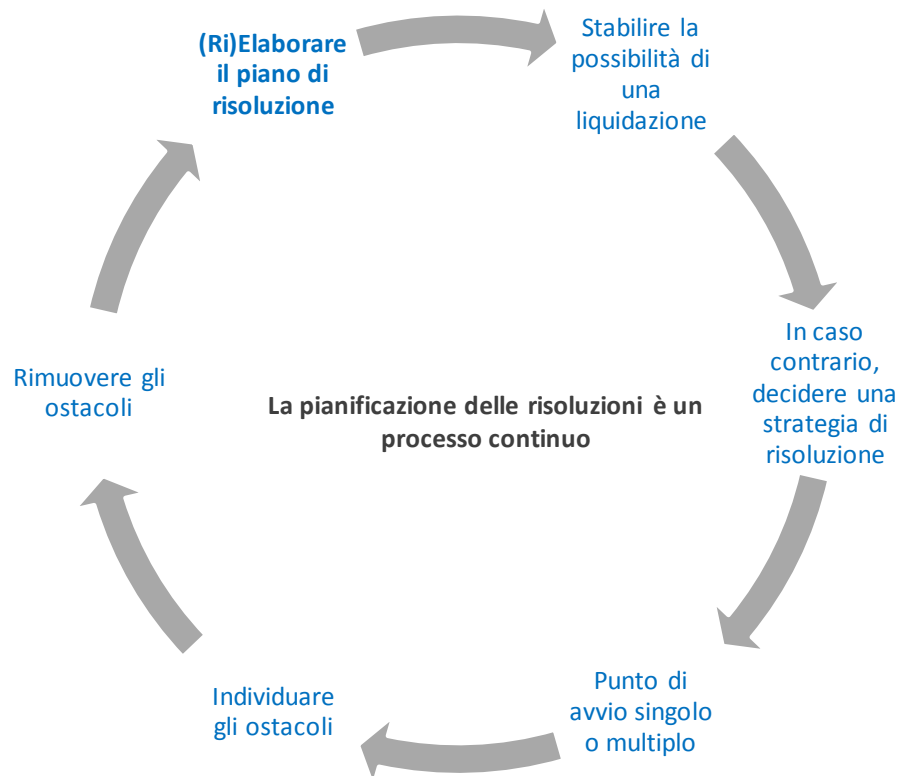 (Ri)Elaborare
il piano di
risoluzione
Stabilire la
possibilità di
una
liquidazione
In caso
contrario,
decidere una
strategia di
risoluzione
Punto di
avvio singolo
o multiplo
Individuare
gli ostacoli
Rimuovere gli
ostacoli
La pianificazione delle risoluzioni è un
processo continuo